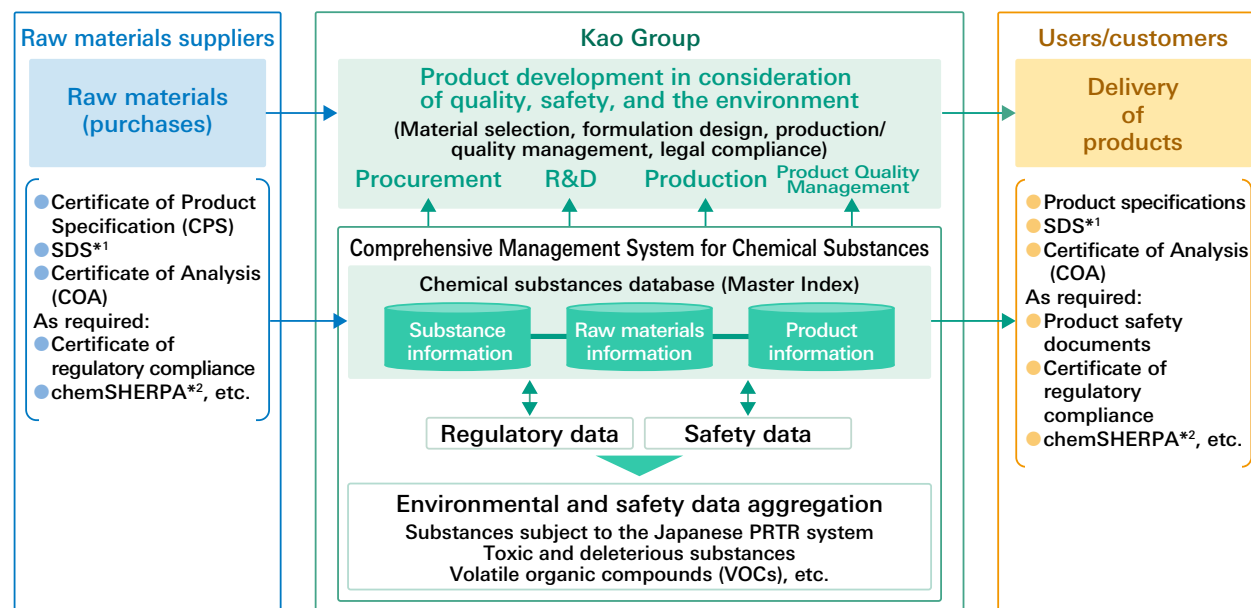 Raw materials suppliers
Raw materials
(purchases)
●Certificate of Product
Specification (CPS)
●SDS*1
●Certificate of Analysis
(COA)
As required:
●Certificate of
regulatory compliance
●chemSHERPA*2, etc.
Kao Group
Product development in consideration
of quality, safety, and the environment
(Material selection, formulation design, production/
quality management, legal compliance)
Procurement
R&D
Production
Product Quality
Management
Comprehensive Management System for Chemical Substances
Chemical substances database (Master Index)
Substance
information
Raw materials
information
Product
information
Regulatory data
Safety data
Environmental and safety data aggregation
Substances subject to the Japanese PRTR system
Toxic and deleterious substances
Volatile organic compounds (VOCs), etc.
Users/customers
Delivery
of
products
●Product specifications
●SDS*1
●Certificate of Analysis
(COA)
As required:
●Product safety
documents
●Certificate of
regulatory
compliance
●chemSHERPA*2, etc.